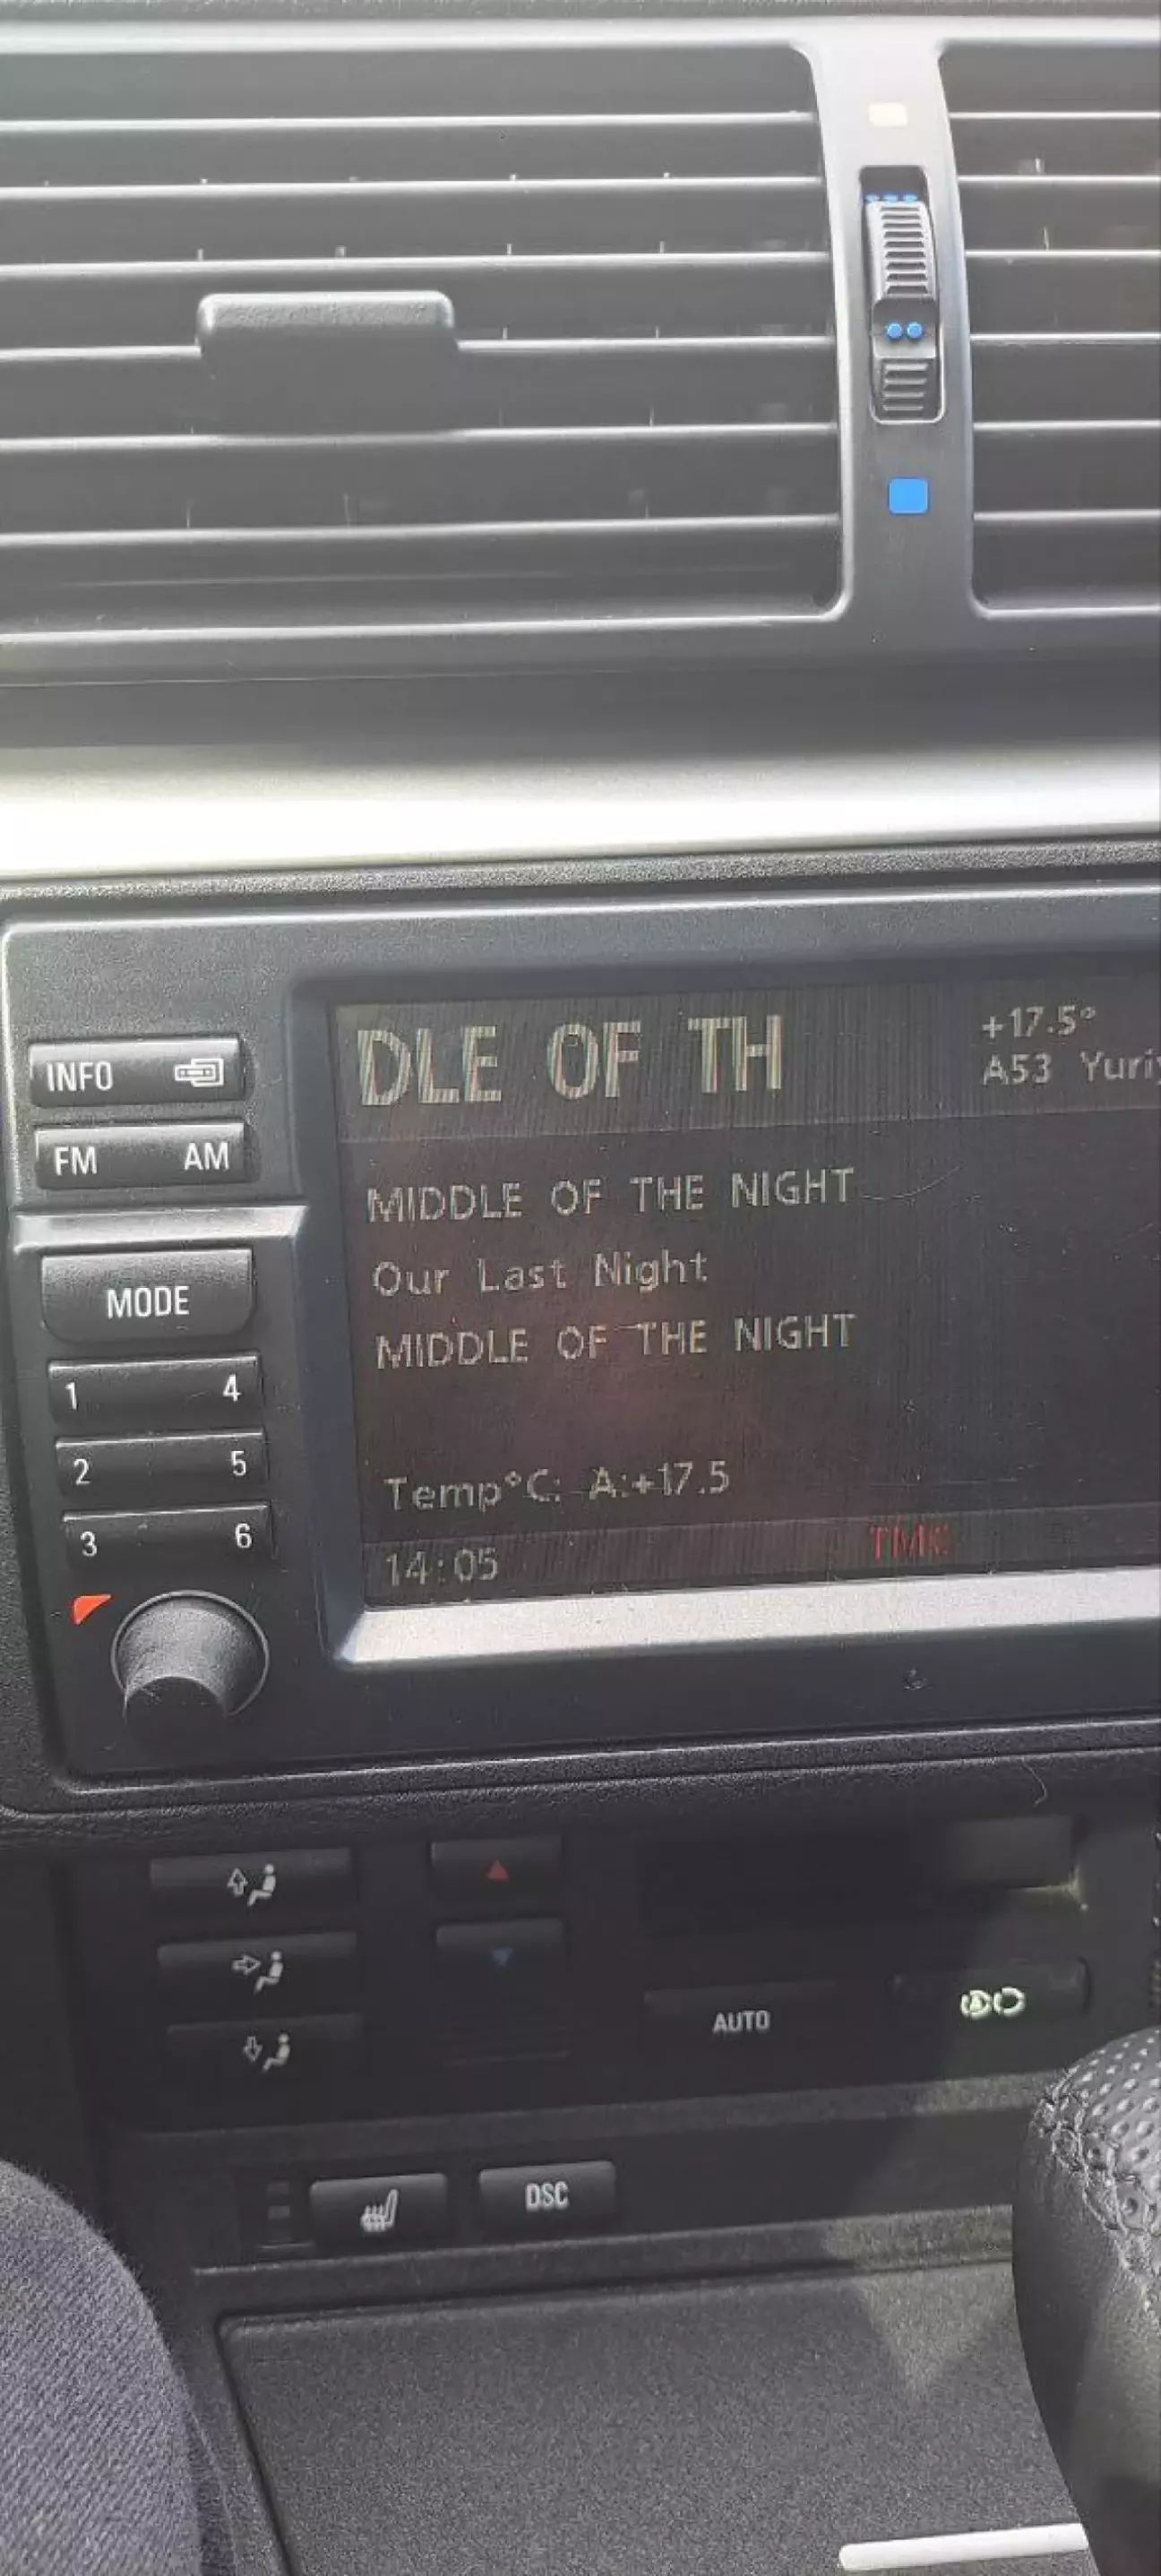 INFO
FM AM
MODE
1 4
2 5
3 6
DLE OF TH
+17.5°
A53 Yuriy
MIDDLE OF THE NIGHT
Our Last Night
MIDDLE OF THE NIGHT
Temp°C: A:+17.5
14:05
TMC
AUTO
A
DSC